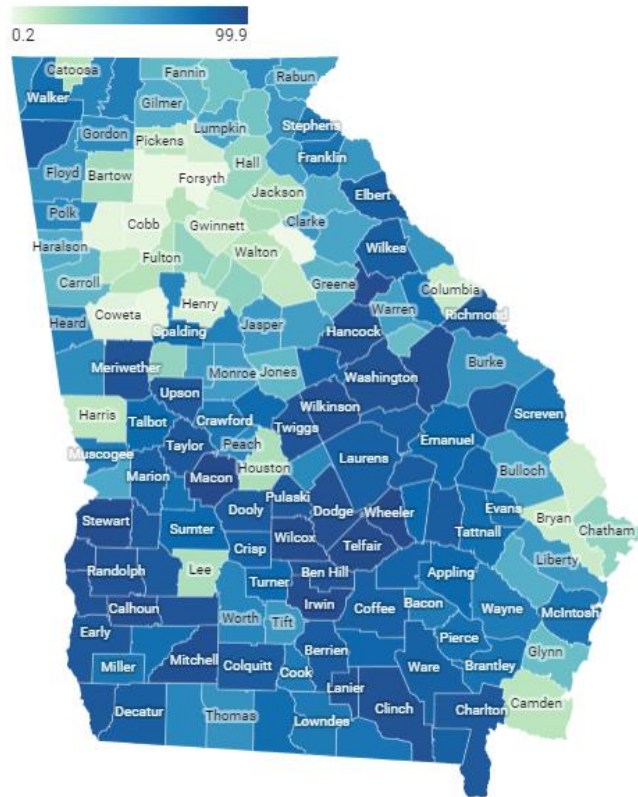 0.2 99.9
Catoosa
Fannin
Rabun
Walker
Gilmer
Gordon
Lumpkin
Stephens
Pickens
Franklin
Floyd
Bartow
Forsyth
Hall
Jackson
Elbert
Polk
Cobb
Gwinnett
Clarke
Haralson
Walton
Wilkes
Fulton
Carroll
Greene
Columbia
Heard
Coweta
Henry
Warren
Richmond
Spalding
Jasper
Hancock
Meriwether
Monroe
Jones
Washington
Burke
Upson
Wilkinson
Harris
Talbot
Crawford
Twiggs
Screven
Emanuel
Muscogee
Taylor
Peach
Laurens
Bulloch
Marion
Macon
Houston
Pulaski
Stewart
Sumter
Dooly
Dodge
Wheeler
Evans
Bryan
Chatham
Tattnall
Crisp
Wilcox
Telfair
Liberty
Randolph
Lee
Turner
Ben Hill
Appling
Calhoun
Worth
Tift
Irwin
Coffee
Bacon
Wayne
McIntosh
Early
Miller
Mitchell
Colquitt
Cook
Berrien
Pierce
Ware
Brantley
Glynn
Lanier
Decatur
Thomas
Lowndes
Clinch
Charlton
Camden